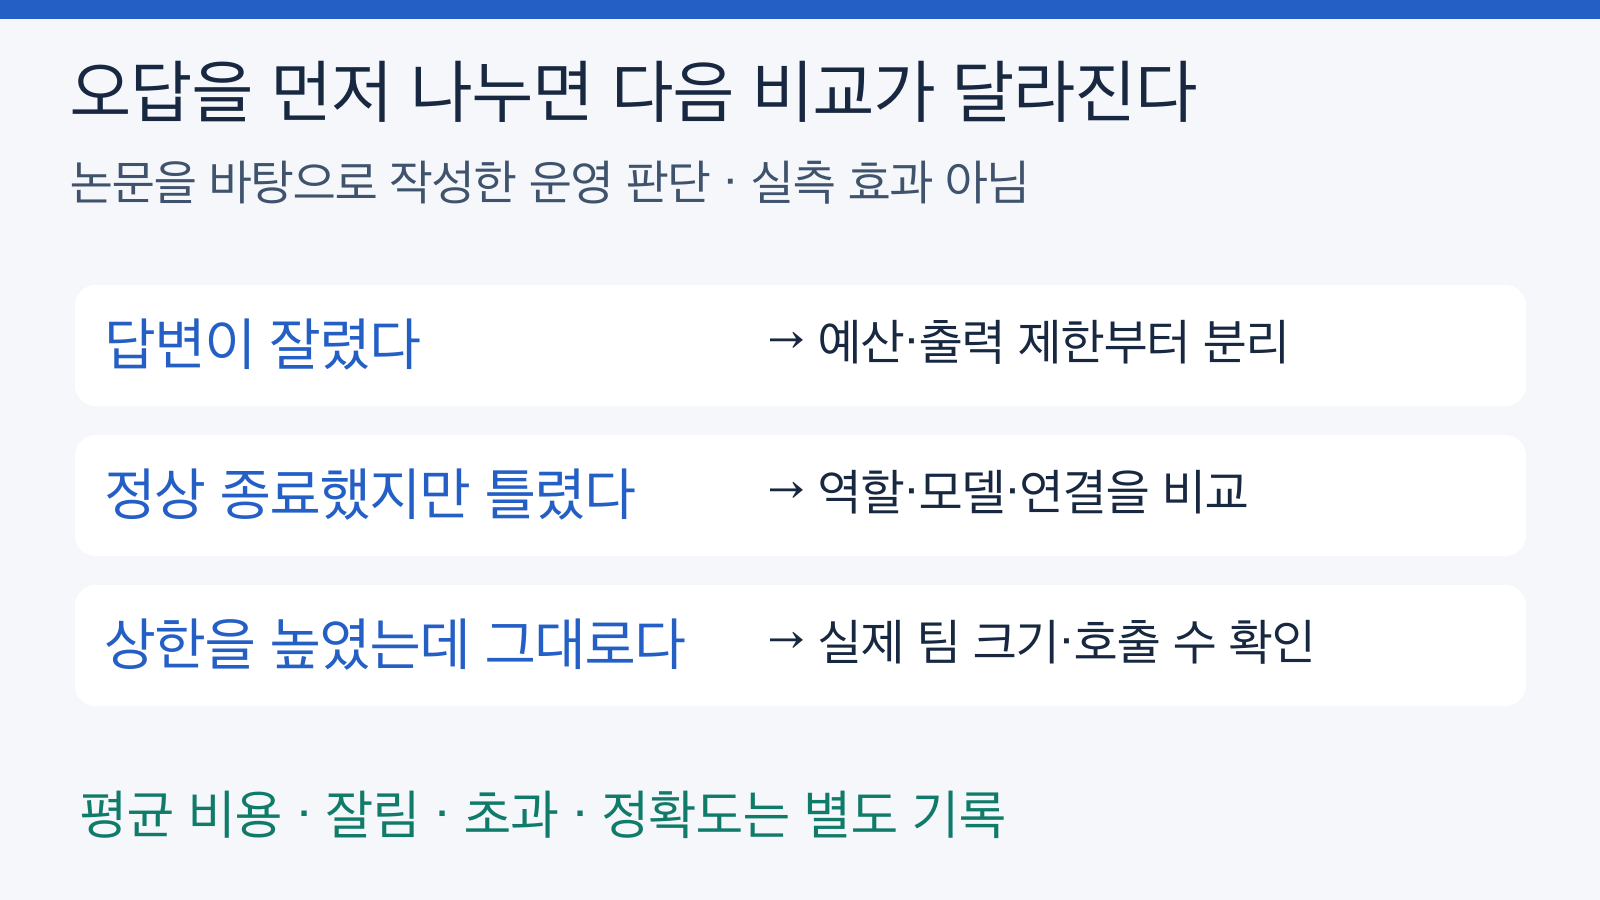 오답을 먼저 나누면 다음 비교가 달라진다
논문을 바탕으로 작성한 운영 판단 · 실측 효과 아님
답변이 잘렸다 → 예산·출력 제한부터 분리
정상 종료했지만 틀렸다 → 역할·모델·연결을 비교
상한을 높였는데 그대로다 → 실제 팀 크기·호출 수 확인
평균 비용 · 잘림 · 초과 · 정확도는 별도 기록